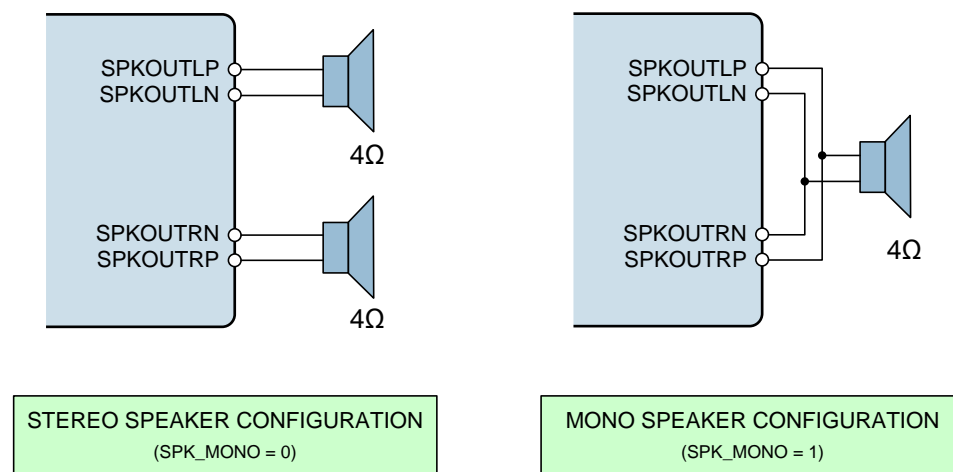 SPKOUTLP
SPKOUTLN
4Ω
SPKOUTRN
SPKOUTRP
4Ω
STEREO SPEAKER CONFIGURATION
(SPK_MONO = 0)
SPKOUTLP
SPKOUTLN
SPKOUTRN
SPKOUTRP
4Ω
MONO SPEAKER CONFIGURATION
(SPK_MONO = 1)